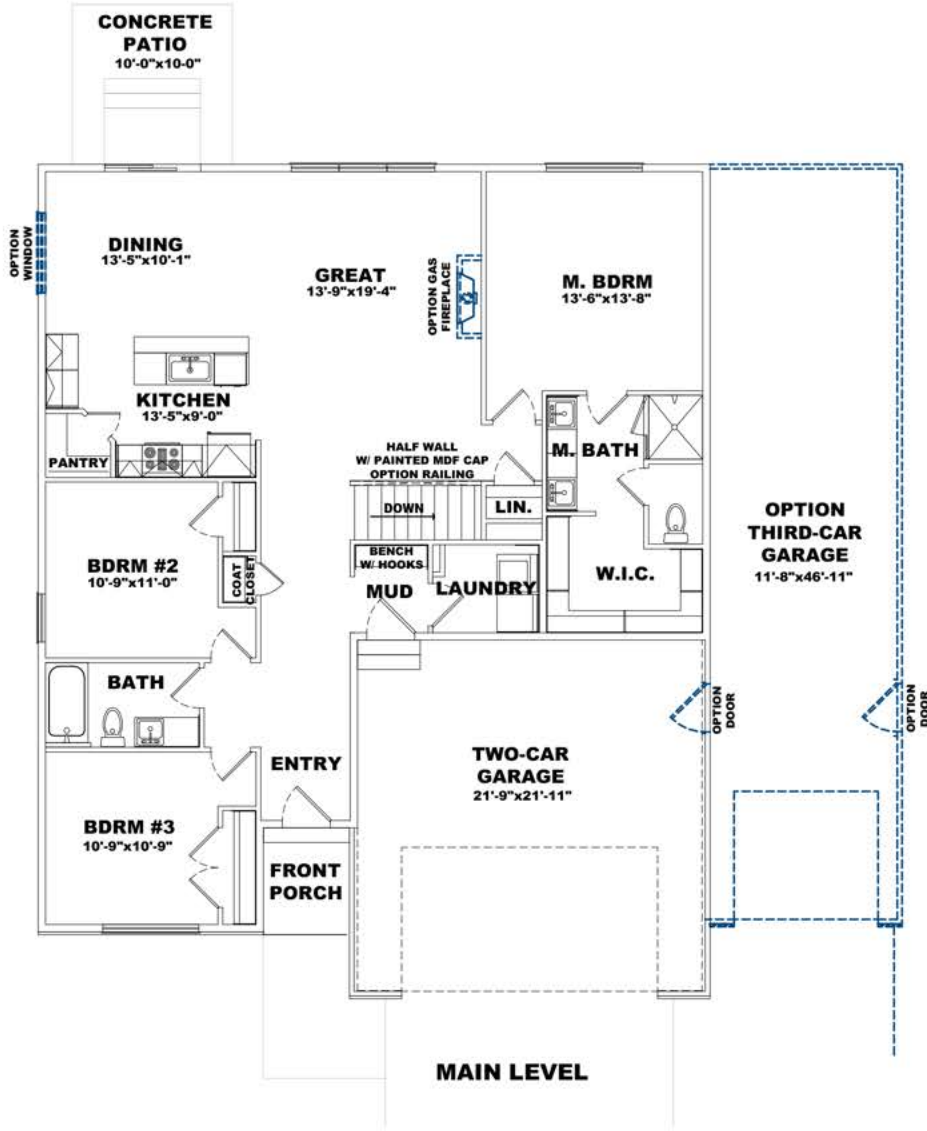 CONCRETE
PATIO
10'-0"x10-0"
OPTION
WINDOW
DINING
13'-5"x10'-1"
GREAT
13'-9"x19'-4"
OPTION GAS
FIREPLACE
M. BDRM
13'-6"x13'-8"
KITCHEN
13'-5"x9'-0"
PANTRY
HALF WALL
W/ PAINTED MDF CAP
OPTION RAILING
M. BATH
DOWN
LIN.
OPTION
THIRD-CAR
GARAGE
11'-8"x46'-11"
BDRM #2
10'-9"x11'-0"
COAT
CLOSET
BENCH
W/ HOOKS
MUD
LAUNDRY
W.I.C.
BATH
OPTION
DOOR
OPTION
DOOR
ENTRY
TWO-CAR
GARAGE
21'-9"x21'-11"
BDRM #3
10'-9"x10'-9"
FRONT
PORCH
MAIN LEVEL